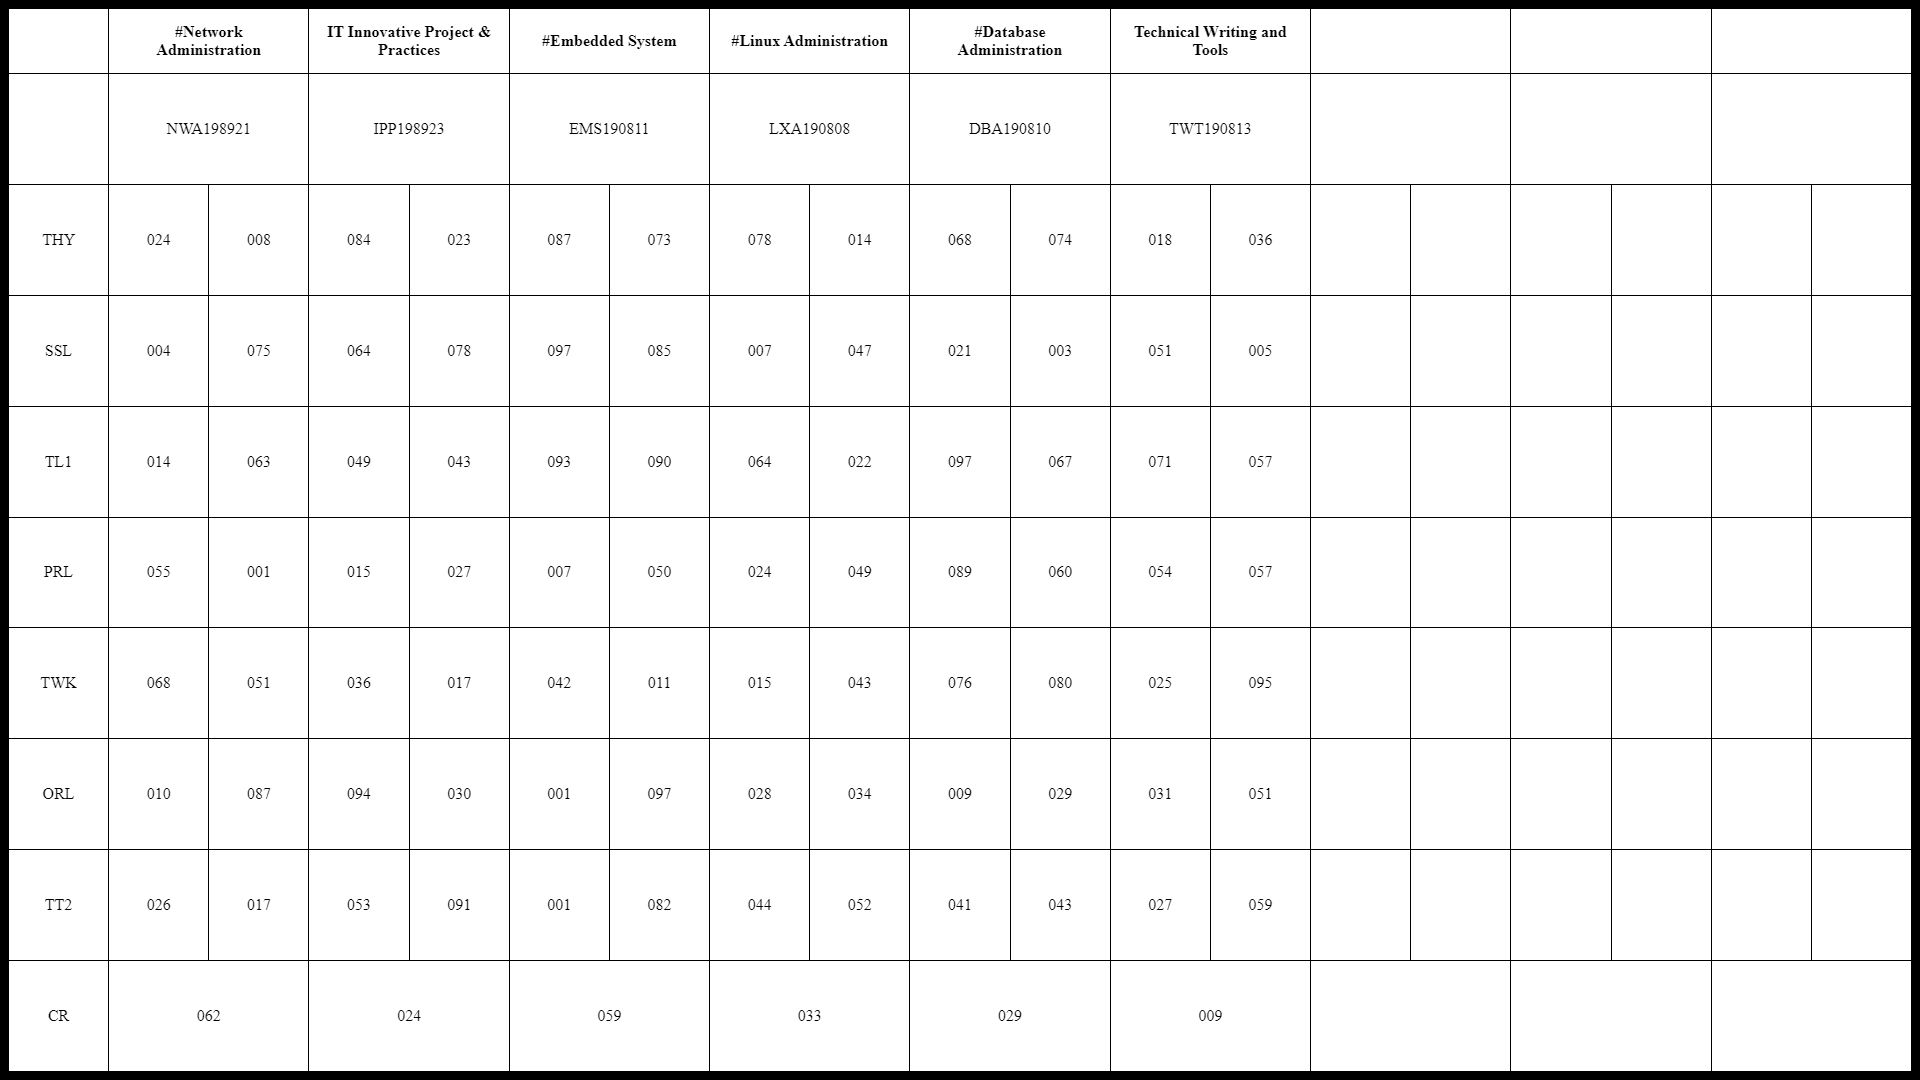 #Network Administration IT Innovative Project & Practices #Embedded System #Linux Administration #Database Administration Technical Writing and Tools
NWA198921 IPP198923 EMS190811 LXA190808 DBA190810 TWT190813
THY 024 008 084 023 087 073 078 014 068 074 018 036
SSL 004 075 064 078 097 085 007 047 021 003 051 005
TL1 014 063 049 043 093 090 064 022 097 067 071 057
PRL 055 001 015 027 007 050 024 049 089 060 054 057
TWK 068 051 036 017 042 011 015 043 076 080 025 095
ORL 010 087 094 030 001 097 028 034 009 029 031 051
TT2 026 017 053 091 001 082 044 052 041 043 027 059
CR 062 024 059 033 029 009